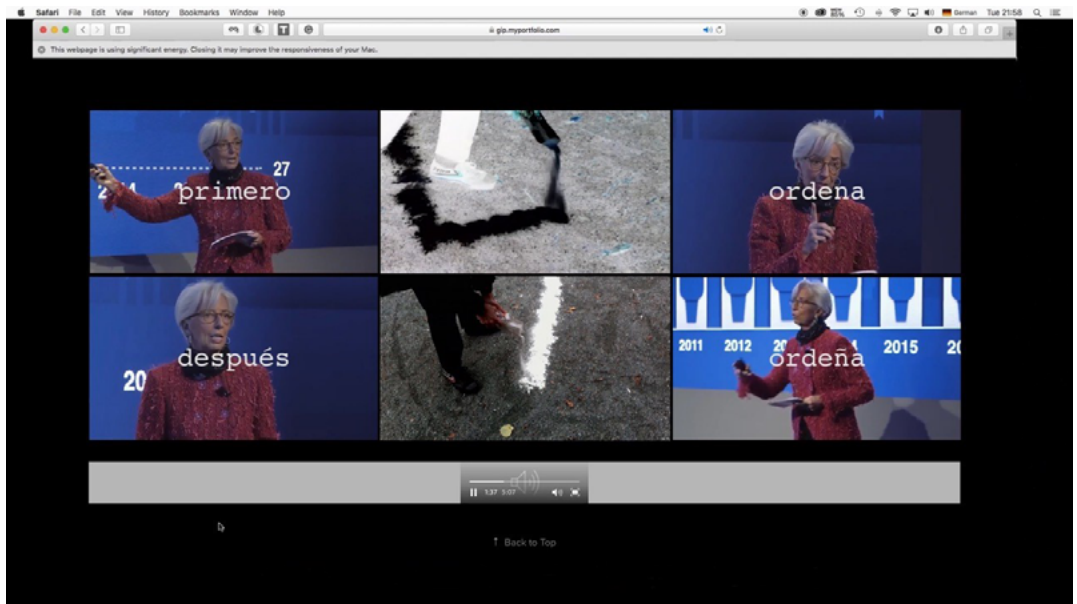 Safari File Edit View History Bookmarks Window Help
German Tue 21:58
gip.myportfolio.com
This webpage is using significant energy. Closing it may improve the responsiveness of your Mac.
27
primero
ordena
después
20
2011 2012 2015
ordeña
1:37 5:07
↑ Back to Top